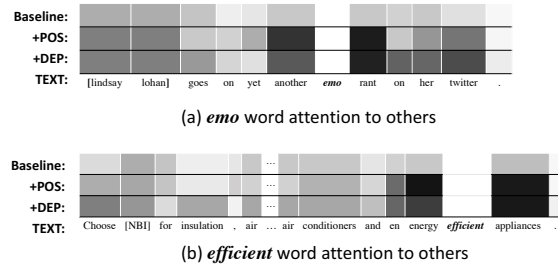 Baseline:
+POS:
+DEP:
TEXT: [lindsay lohan] goes on yet another emo rant on her twitter .
(a) emo word attention to others
Baseline:
+POS: ...
+DEP: ...
TEXT: Choose [NBI] for insulation , air ... air conditioners and en energy efficient appliances .
(b) efficient word attention to others